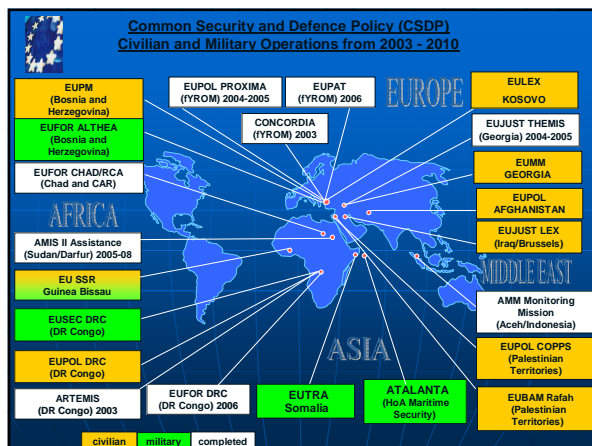 Common Security and Defence Policy (CSDP)
Civilian and Military Operations from 2003 - 2010
EUPM
(Bosnia and
Herzegovina)
EUFOR ALTHEA
(Bosnia and
Herzegovina)
EUFOR CHAD/RCA
(Chad and CAR)
AFRICA
AMIS II Assistance
(Sudan/Darfur) 2005-08
EU SSR
Guinea Bissau
EUSEC DRC
(DR Congo)
EUPOL DRC
(DR Congo)
ARTEMIS
(DR Congo) 2003
EUPOL PROXIMA
(fYROM) 2004-2005
CONCORDIA
(fYROM) 2003
EUPAT
(fYROM) 2006
EUROPE
EULEX
KOSOVO
EUJUST THEMIS
(Georgia) 2004-2005
EUMM
GEORGIA
EUPOL
AFGHANISTAN
EUJUST LEX
(Iraq/Brussels)
MIDDLE EAST
AMM Monitoring
Mission
(Aceh/Indonesia)
EUPOL COPPS
(Palestinian
Territories)
EUBAM Rafah
(Palestinian
Territories)
ASIA
EUFOR DRC
(DR Congo) 2006
EUTRA
Somalia
ATALANTA
(HoA Maritime
Security)
civilian military completed